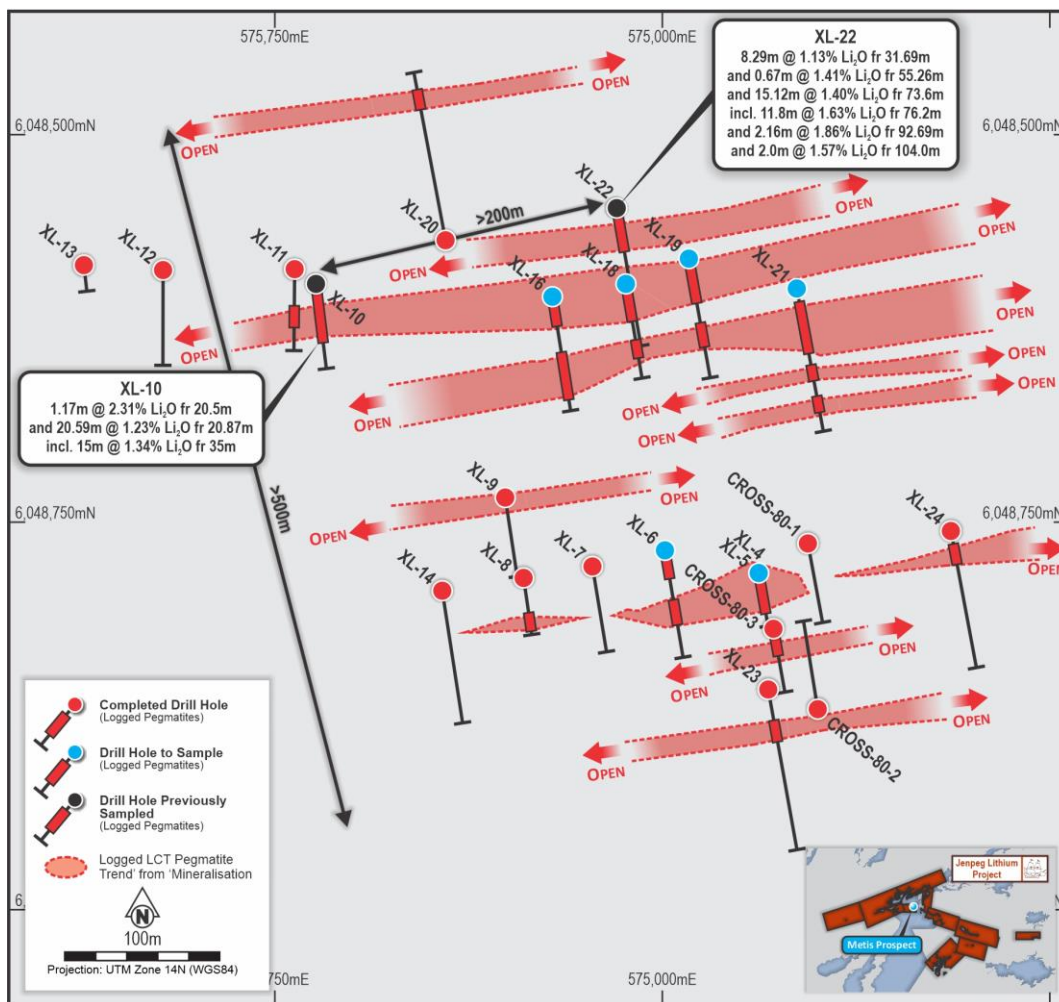 575,750mE
575,000mE
XL-22
8.29m @ 1.13% Li₂O fr 31.69m
and 0.67m @ 1.41% Li₂O fr 55.26m
and 15.12m @ 1.40% Li₂O fr 73.6m
incl. 11.8m @ 1.63% Li₂O fr 76.2m
and 2.16m @ 1.86% Li₂O fr 92.69m
and 2.0m @ 1.57% Li₂O fr 104.0m
OPEN
OPEN
6,048,500mN
6,048,500mN
XL-13
XL-12
XL-11
XL-20
>200m
XL-22
OPEN
OPEN
XL-10
XL-16
XL-18
XL-19
XL-21
OPEN
OPEN
OPEN
OPEN
OPEN
OPEN
OPEN
OPEN
XL-10
1.17m @ 2.31% Li₂O fr 20.5m
and 20.59m @ 1.23% Li₂O fr 20.87m
incl. 15m @ 1.34% Li₂O fr 35m
>500m
XL-9
OPEN
OPEN
6,048,750mN
6,048,750mN
XL-14
XL-8
XL-7
XL-6
XL-4
XL-5
CROSS-80-1
XL-24
OPEN
CROSS-80-3
OPEN
OPEN
XL-23
OPEN
OPEN
CROSS-80-2
Completed Drill Hole
(Logged Pegmatites)
Drill Hole to Sample
(Logged Pegmatites)
Drill Hole Previously
Sampled
(Logged Pegmatites)
Logged LCT Pegmatite
Trend' from 'Mineralisation
N
100m
Projection: UTM Zone 14N (WGS84)
6,
750mE
575,000mE
Jenpeg Lithium
Project
Metis Prospect